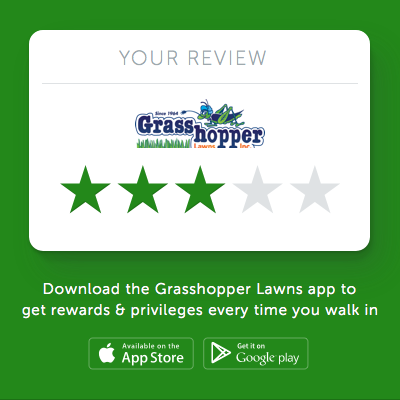 YOUR REVIEW
Since 1964
Grasshopper
Lawns Inc.
Download the Grasshopper Lawns app to
get rewards & privileges every time you walk in
Available on the
App Store
Get it on
Google play